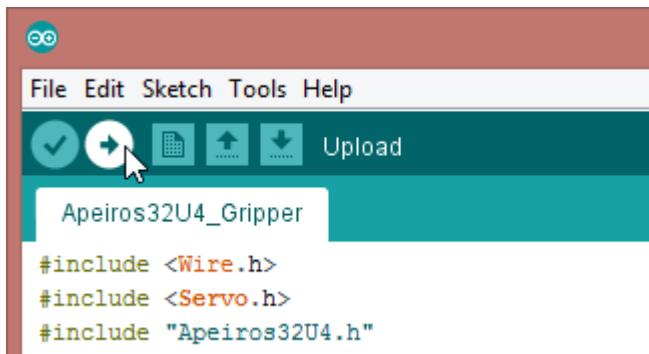 File Edit Sketch Tools Help
Upload
Apeiros32U4_Gripper
#include <Wire.h>
#include <Servo.h>
#include "Apeiros32U4.h"